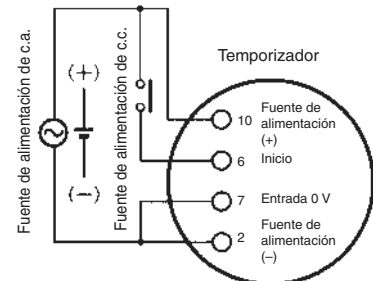 Fuente de alimentación de c.a.
(+)
(−)
Fuente de alimentación de c.c.
Temporizador
10 Fuente de
alimentación
(+)
6 Inicio
7 Entrada 0 V
2 Fuente de
alimentación
(–)